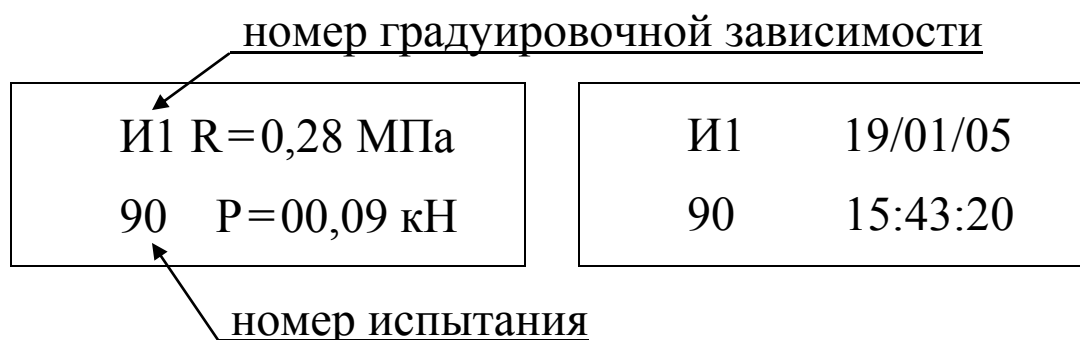 номер градуировочной зависимости
И1 R=0,28 МПа
90 P=00,09 кН
И1 19/01/05
90 15:43:20
номер испытания